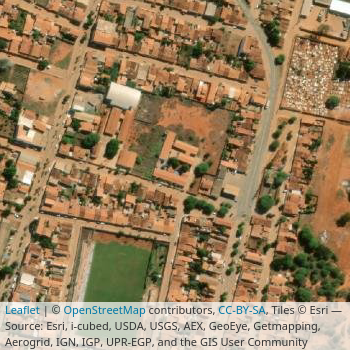 Leaflet | © OpenStreetMap contributors, CC-BY-SA, Tiles © Esri —
Source: Esri, i-cubed, USDA, USGS, AEX, GeoEye, Getmapping,
Aerogrid, IGN, IGP, UPR-EGP, and the GIS User Community